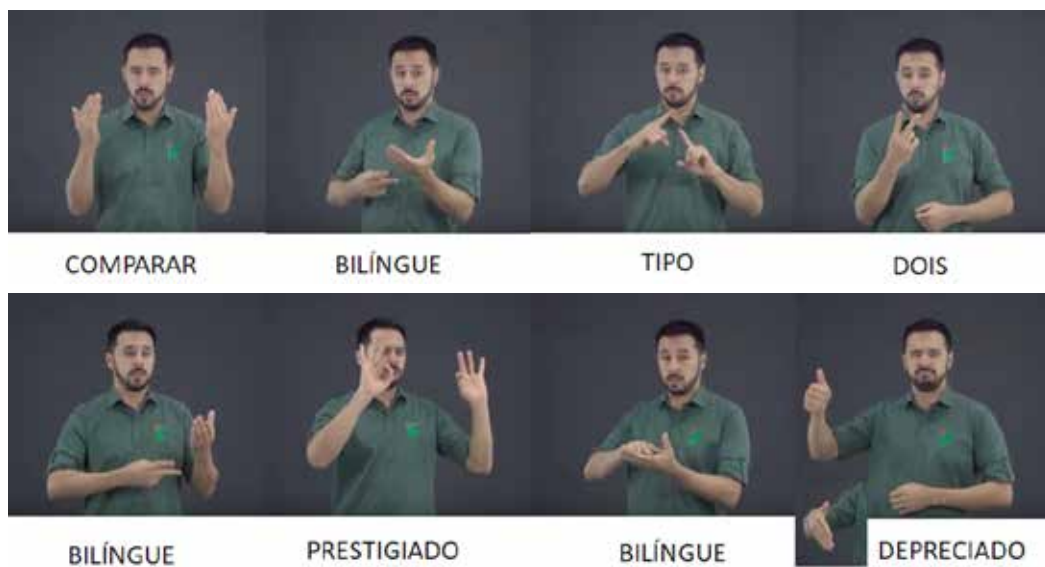 COMPARAR BILÍNGUE TIPO DOIS
BILÍNGUE PRESTIGIADO BILÍNGUE DEPRECIADO